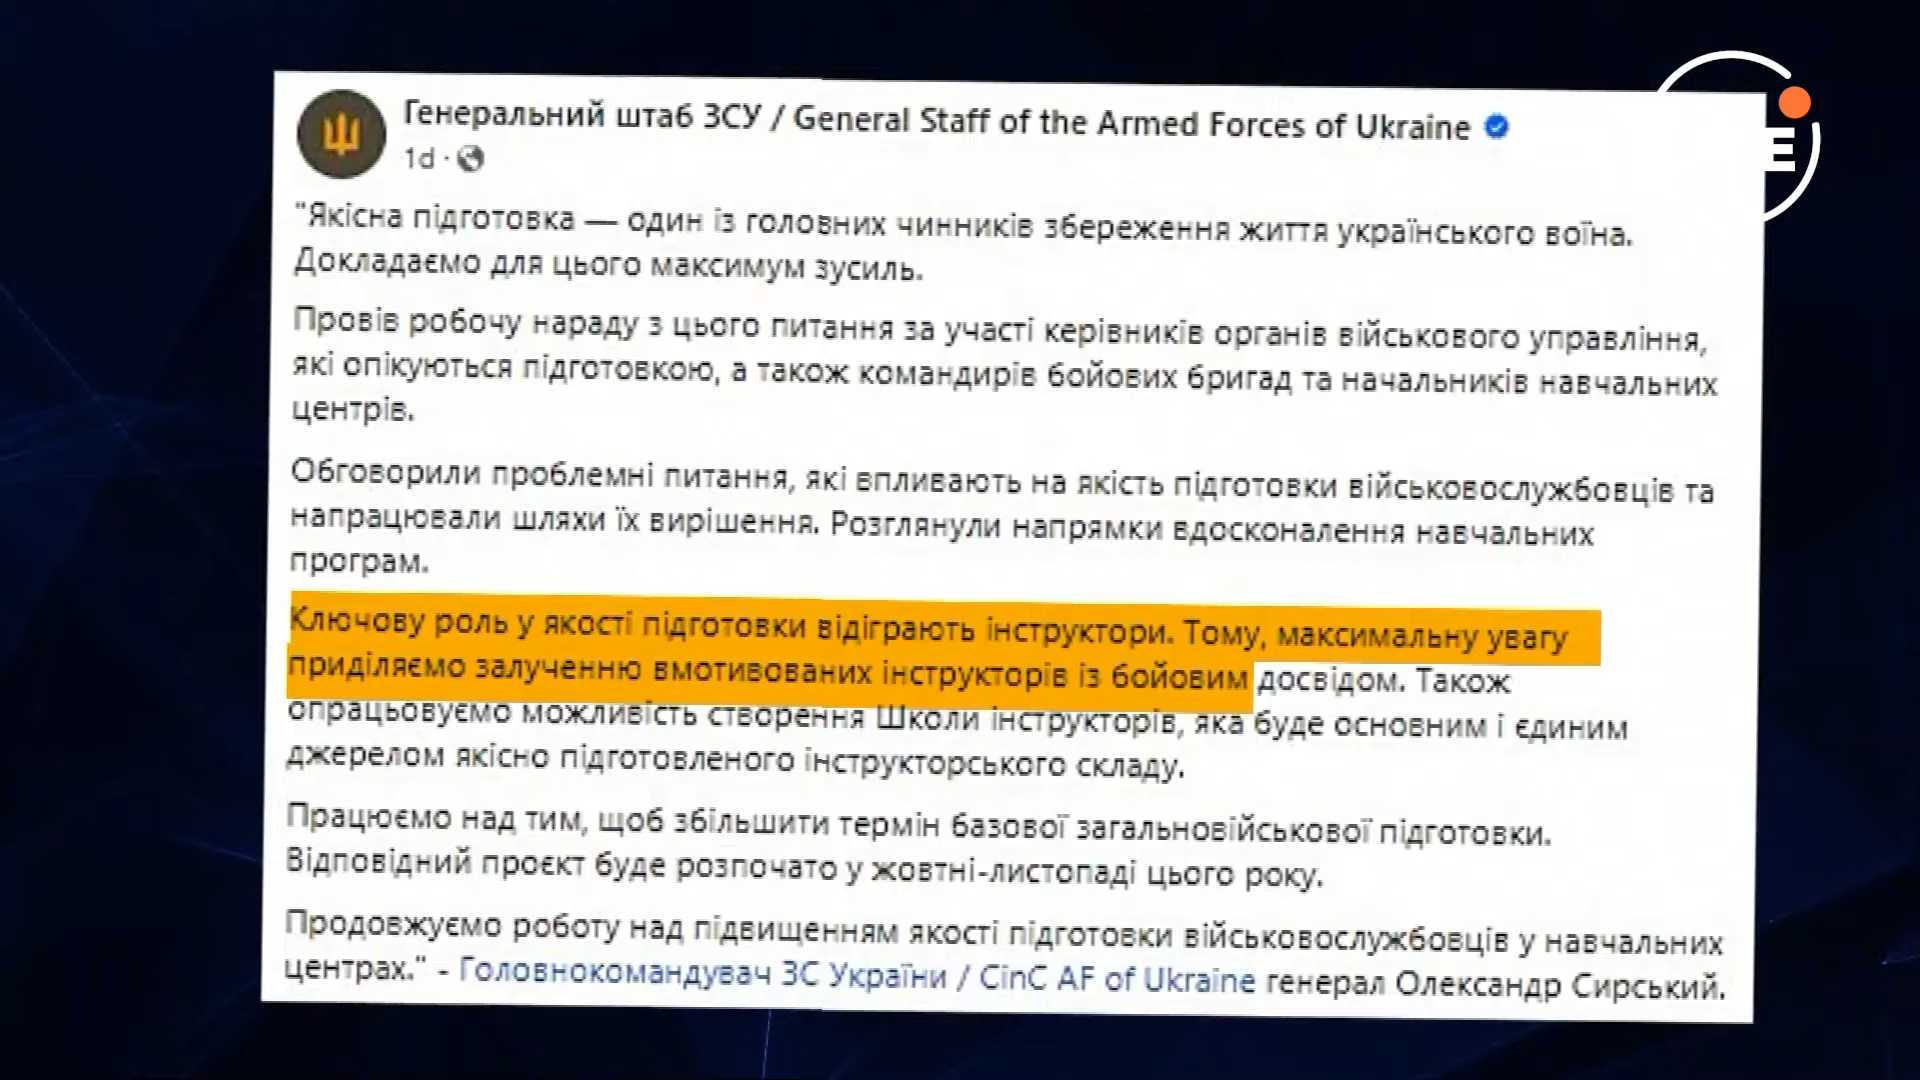 Генеральний штаб ЗСУ / General Staff of the Armed Forces of Ukraine
1d ·
"Якісна підготовка — один із головних чинників збереження життя українського воїна.
Докладаємо для цього максимум зусиль.
Провів робочу нараду з цього питання за участі керівників органів військового управління,
які опікуються підготовкою, а також командирів бойових бригад та начальників навчальних
центрів.
Обговорили проблемні питання, які впливають на якість підготовки військовослужбовців та
напрацювали шляхи їх вирішення. Розглянули напрямки вдосконалення навчальних
програм.
Ключову роль у якості підготовки відіграють інструктори. Тому, максимальну увагу
приділяємо залученню вмотивованих інструкторів із бойовим досвідом. Також
опрацьовуємо можливість створення Школи інструкторів, яка буде основним і єдиним
джерелом якісно підготовленого інструкторського складу.
Працюємо над тим, щоб збільшити термін базової загальновійськової підготовки.
Відповідний проєкт буде розпочато у жовтні-листопаді цього року.
Продовжуємо роботу над підвищенням якості підготовки військовослужбовців у навчальних
центрах." - Головнокомандувач ЗС України / CinC AF of Ukraine генерал Олександр Сирський.